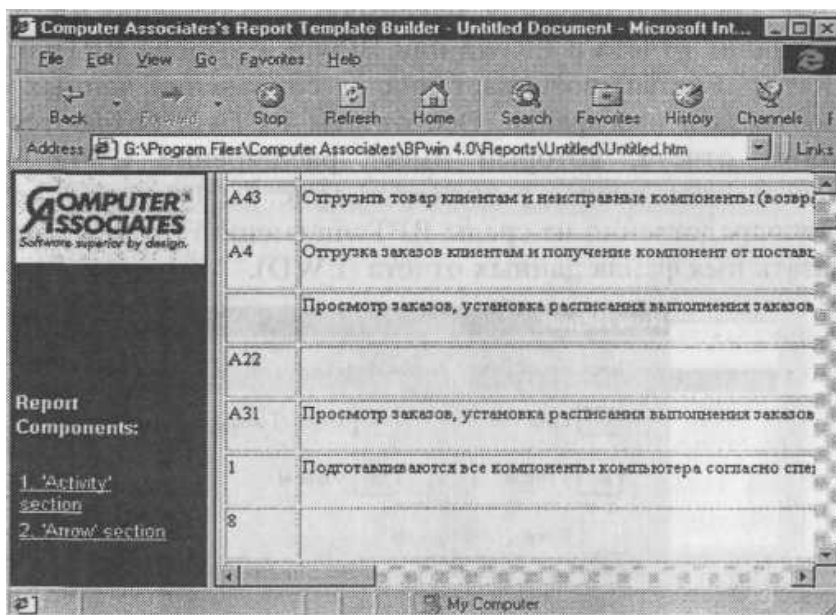 Computer Associates's Report Template Builder - Untitled Document - Microsoft Int...
File Edit View Go Favorites Help
Back Forward Stop Refresh Home Search Favorites History Channels F
Address G:\Program Files\Computer Associates\BPwin 4.0\Reports\Untitled\Untitled.htm Links
COMPUTER
ASSOCIATES
Software superior by design.
Report
Components:
1. 'Activity'
section
2. 'Arrow' section
A43 Отгрузить товар клиентам и неисправные компоненты (возвра
A4 Отгрузка заказов клиентам и получение компонент от постави
Просмотр заказов, установка расписания выполнения заказов
A22
A31 Просмотр заказов, установка расписания выполнения заказов
1 Подготавливаются все компоненты компьютера согласно спе
8
My Computer